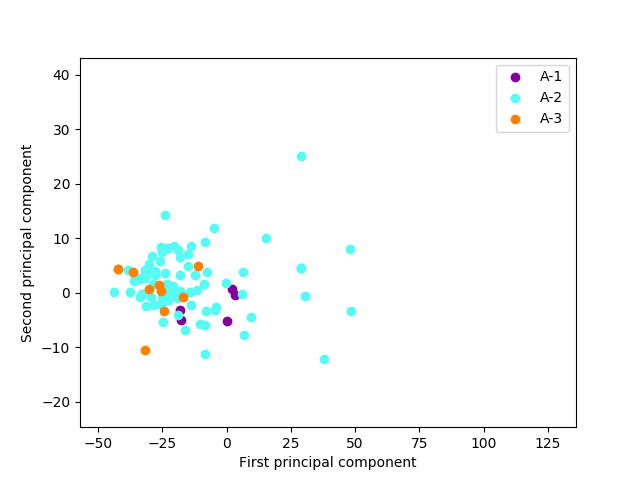 A-1
A-2
A-3
40
30
20
10
0
−10
−20
Second principal component
−50 −25 0 25 50 75 100 125
First principal component